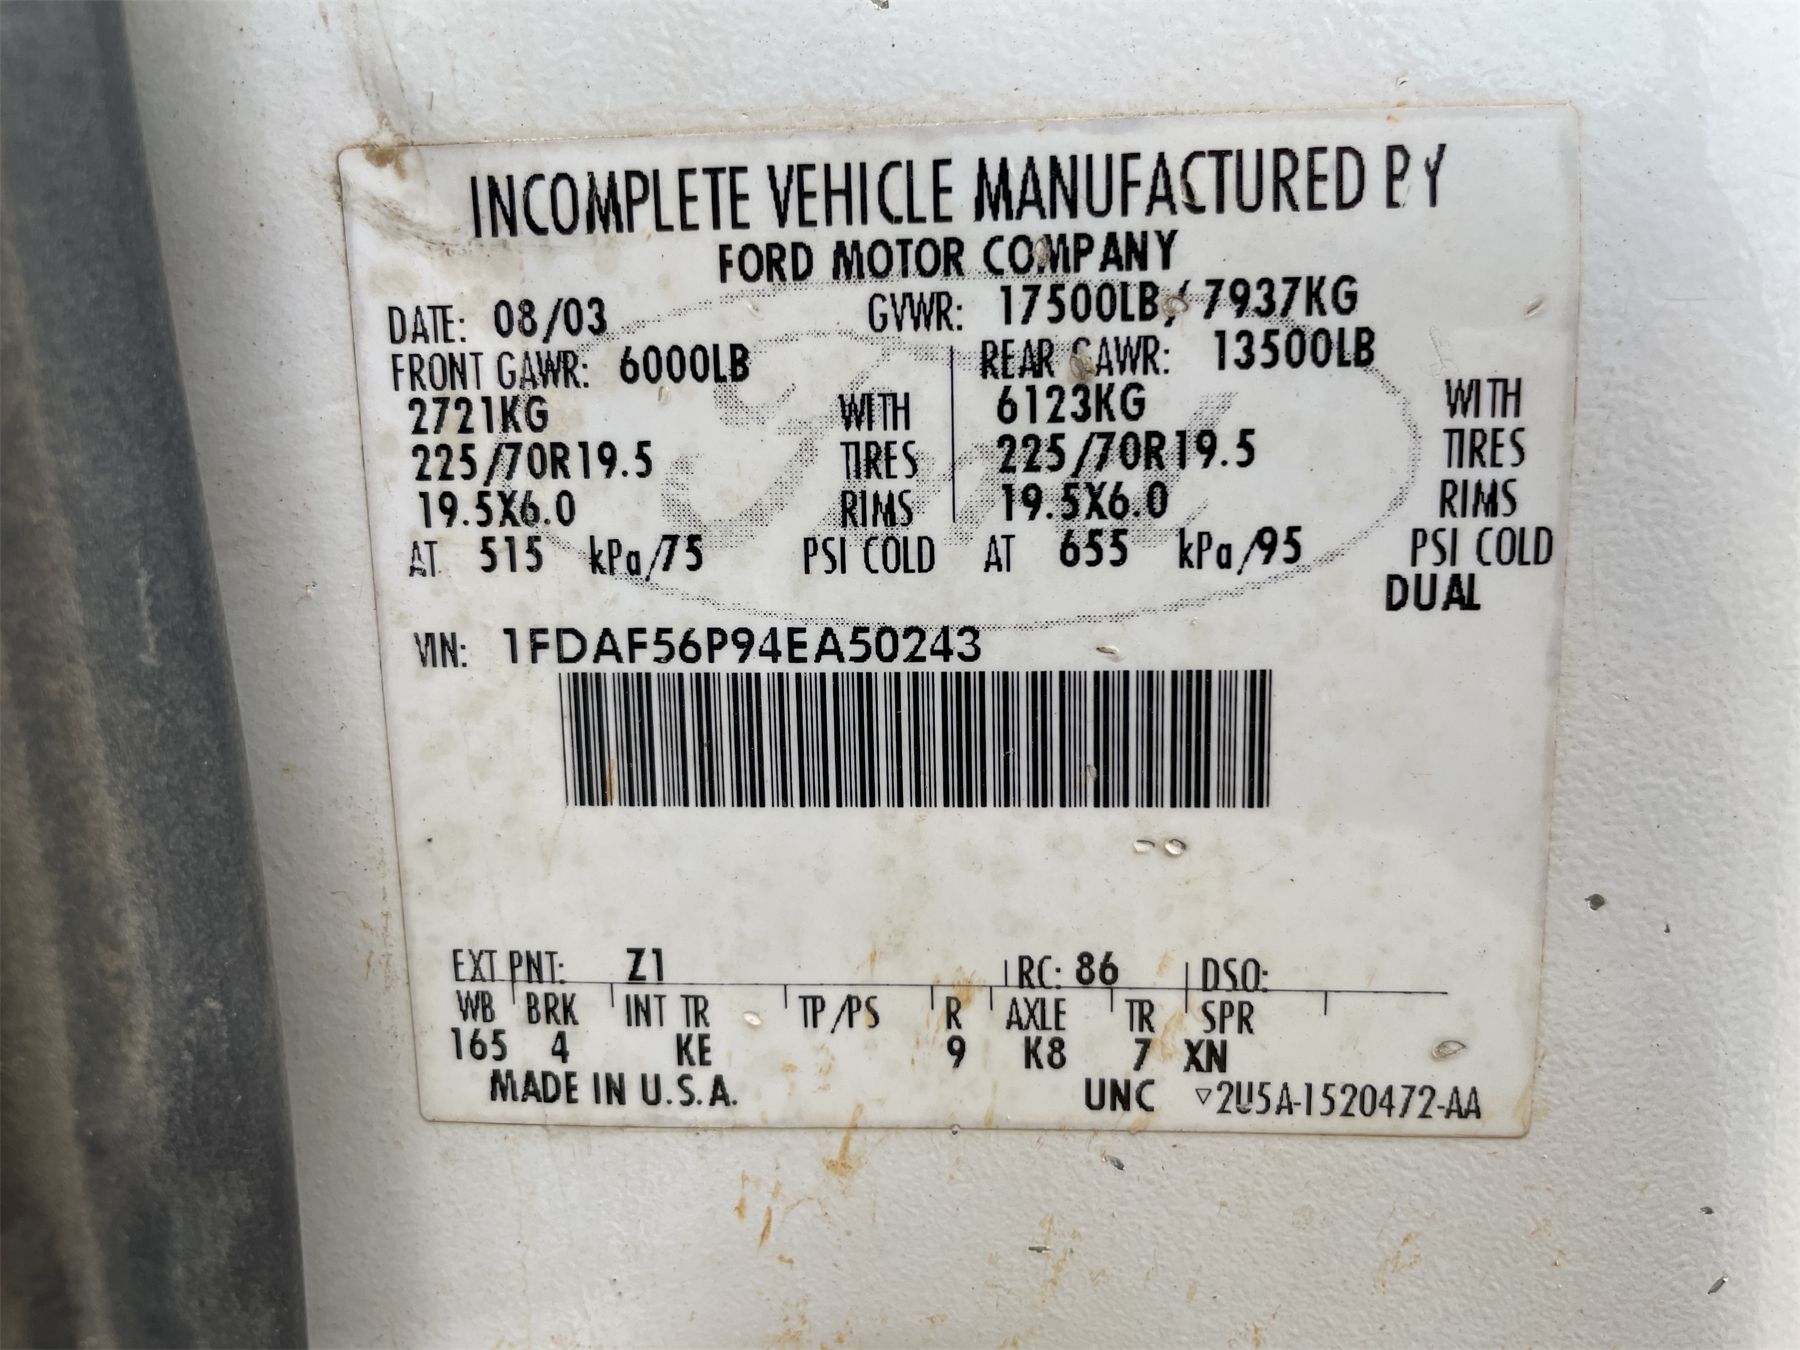 INCOMPLETE VEHICLE MANUFACTURED BY
FORD MOTOR COMPANY
DATE: 08/03 GVWR: 17500LB/ 7937KG
FRONT GAWR: 6000LB REAR GAWR: 13500LB
2721KG WITH 6123KG WITH
225/70R19.5 TIRES 225/70R19.5 TIRES
19.5X6.0 RIMS 19.5X6.0 RIMS
AT 515 kPa/75 PSI COLD AT 655 kPa/95 PSI COLD
DUAL
VIN: 1FDAF56P94EA50243
EXT PNT: Z1 RC: 86 DSO:
WB BRK INT TR TP/PS R AXLE TR SPR
165 4 KE 9 K8 7 XN
MADE IN U.S.A. UNC ▽2U5A-1520472-AA